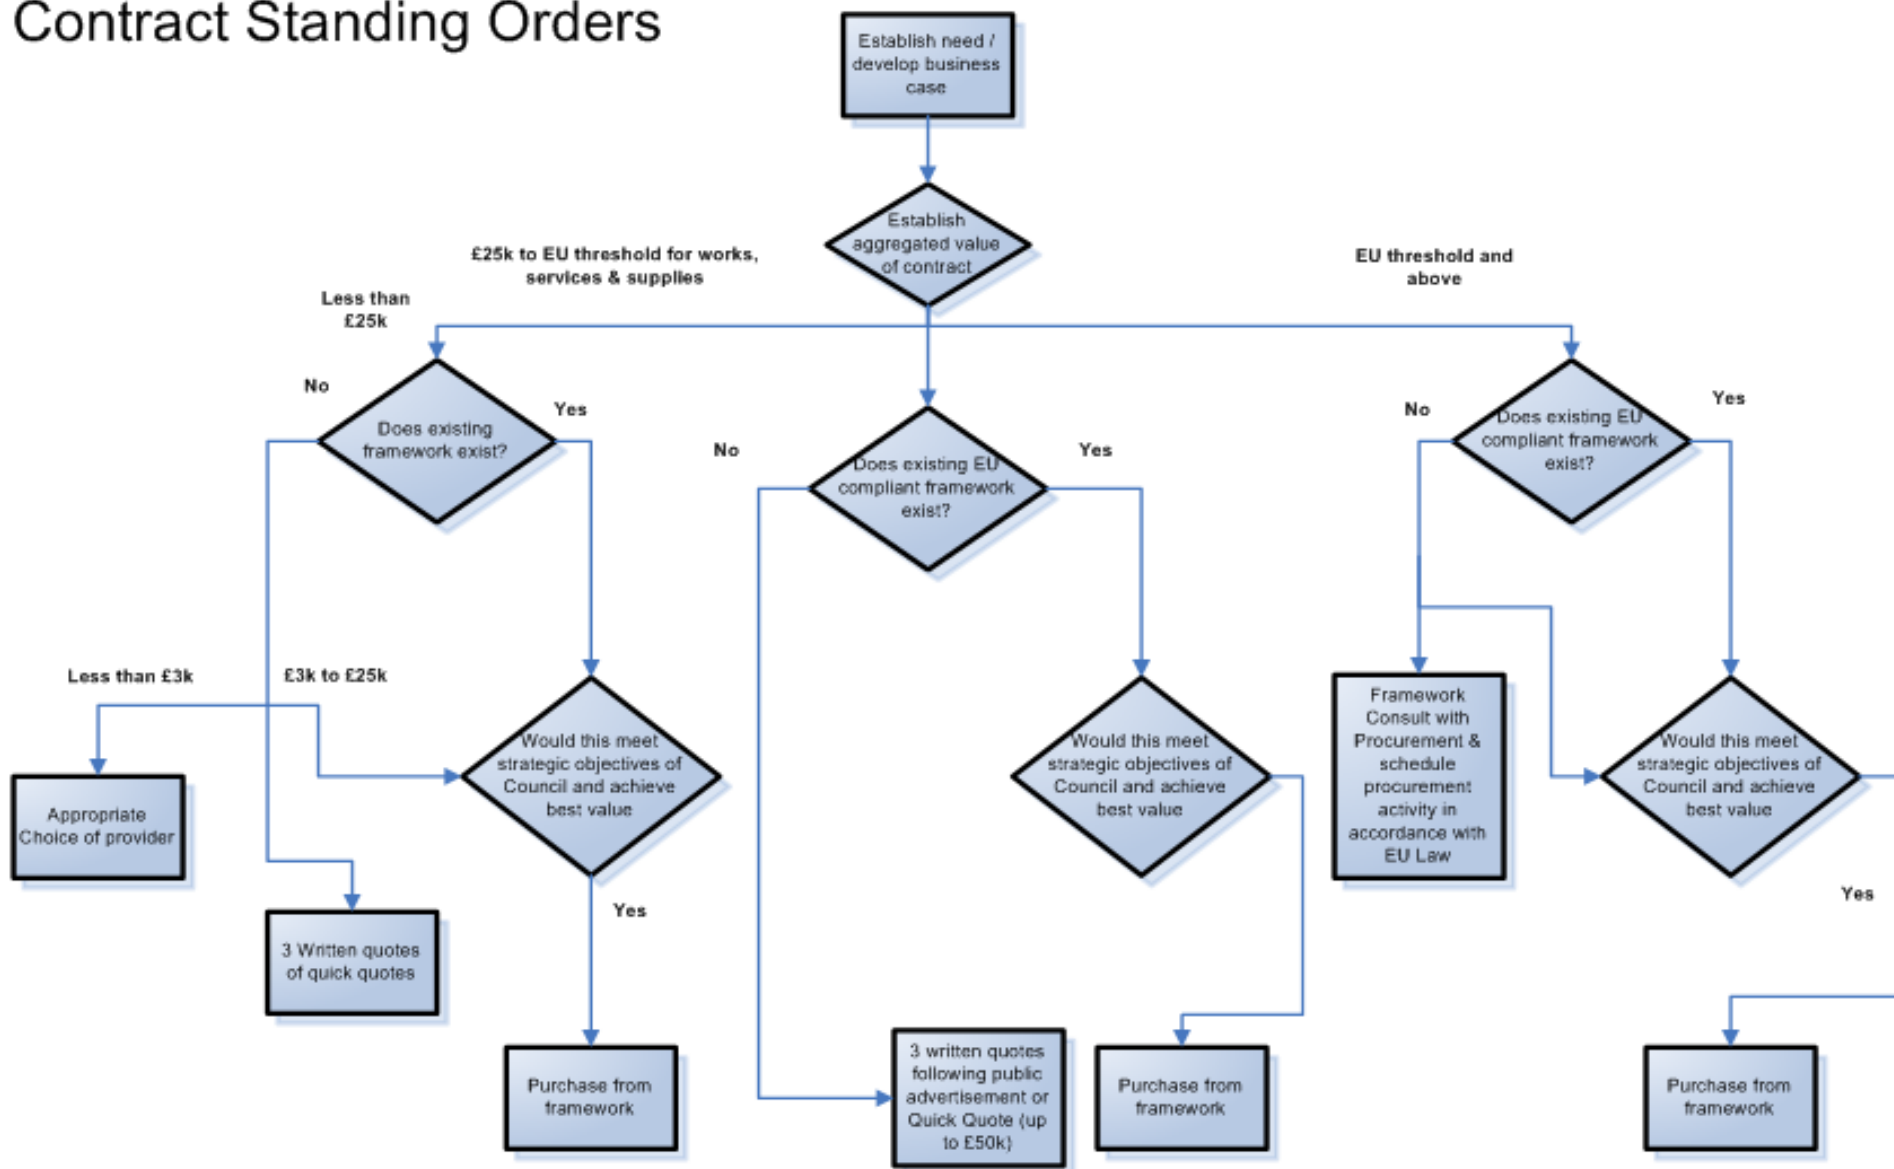 Contract Standing Orders
Establish need /
develop business
case
Establish
aggregated value
of contract
£25k to EU threshold for works,
services & supplies
EU threshold and
above
Less than
£25k
No
Does existing
framework exist?
Yes
No
Does existing EU
compliant framework
exist?
Yes
No
Does existing EU
compliant framework
exist?
Yes
Less than £3k
£3k to £25k
Appropriate
Choice of provider
3 Written quotes
of quick quotes
Would this meet
strategic objectives of
Council and achieve
best value
Yes
Purchase from
framework
Would this meet
strategic objectives of
Council and achieve
best value
3 written quotes
following public
advertisement or
Quick Quote (up
to £50k)
Purchase from
framework
Framework
Consult with
Procurement &
schedule
procurement
activity in
accordance with
EU Law
Would this meet
strategic objectives of
Council and achieve
best value
Yes
Purchase from
framework